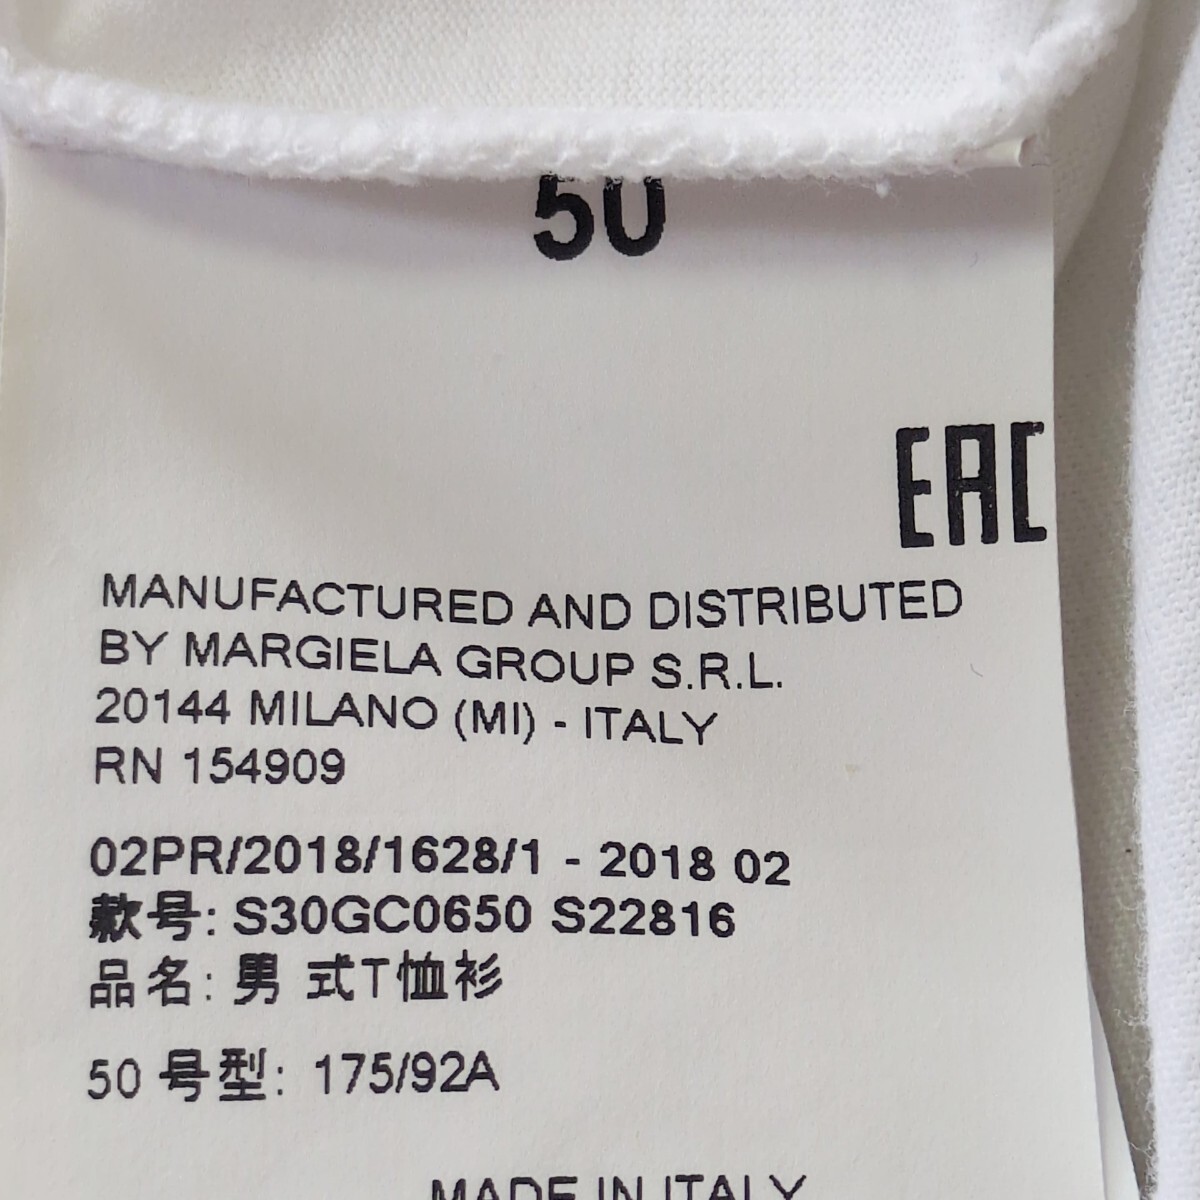 50
EAC
MANUFACTURED AND DISTRIBUTED
BY MARGIELA GROUP S.R.L.
20144 MILANO (MI) - ITALY
RN 154909
02PR/2018/1628/1 - 2018 02
款号: S30GC0650 S22816
品名: 男 式T恤衫
50 号型: 175/92A
MADE IN ITALY